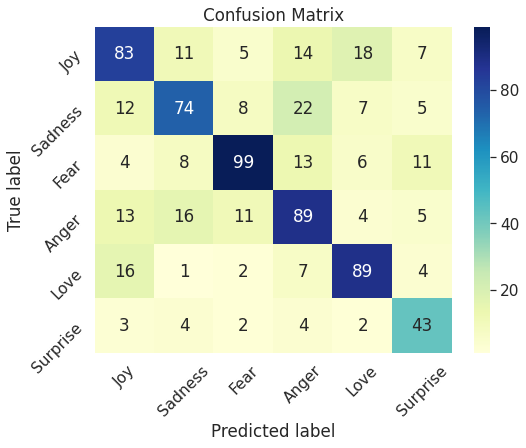 Confusion Matrix
True label
Joy 83 11 5 14 18 7
Sadness 12 74 8 22 7 5
Fear 4 8 99 13 6 11
Anger 13 16 11 89 4 5
Love 16 1 2 7 89 4
Surprise 3 4 2 4 2 43
Joy Sadness Fear Anger Love Surprise
Predicted label
80
60
40
20